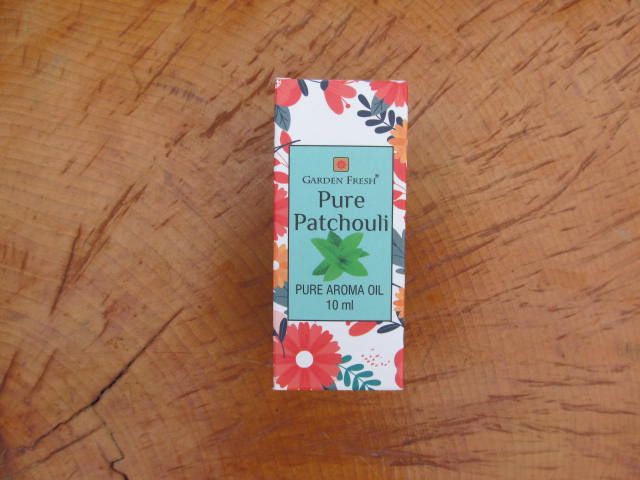 GARDEN FRESH®
Pure
Patchouli
PURE AROMA OIL
10 ml